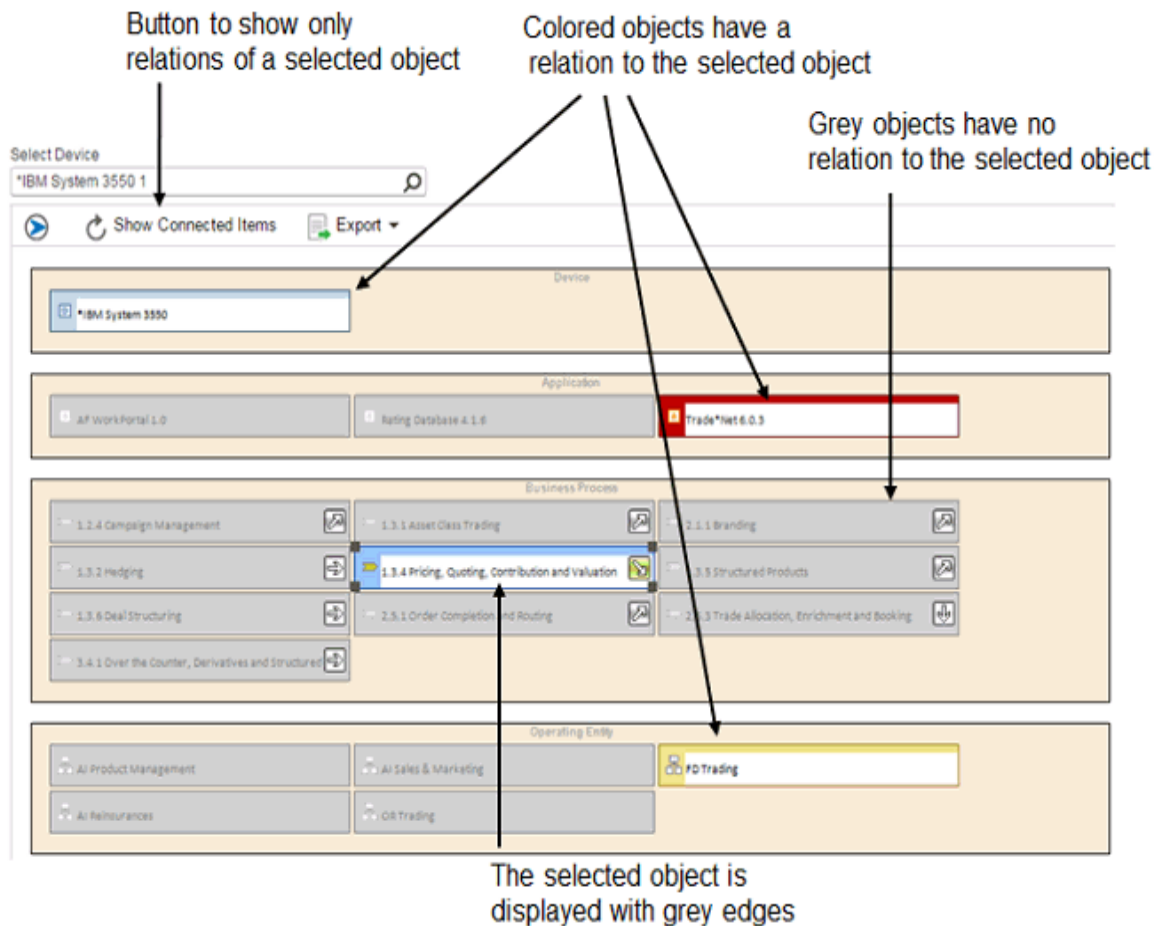 Button to show only
relations of a selected object
Colored objects have a
relation to the selected object
Grey objects have no
relation to the selected object
Select Device
*IBM System 3550 1
Show Connected Items
Export
Device
*IBM System 3550
Application
AF WorkPortal 1.0
Rating Database 4.1.6
Trade*Net 6.0.3
Business Process
1.2.4 Campaign Management
1.3.1 Asset Class Trading
2.1.1 Branding
1.3.2 Hedging
1.3.4 Pricing, Quoting, Contribution and Valuation
1.3.5 Structured Products
1.3.6 Deal Structuring
2.5.1 Order Completion and Routing
Trade Allocation, Enrichment and Booking
3.4.1 Over the Counter, Derivatives and Structured
Operating Entity
AI Product Management
AI Sales & Marketing
FD Trading
AI Reinsurances
OR Trading
The selected object is
displayed with grey edges